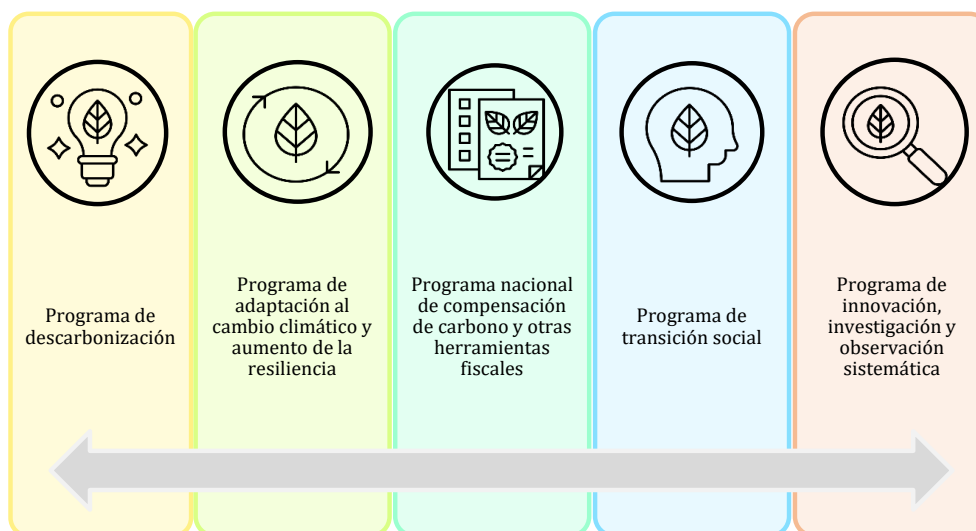 Programa de
descarbonización
Programa de
adaptación al
cambio climático y
aumento de la
resiliencia
Programa nacional
de compensación
de carbono y otras
herramientas
fiscales
Programa de
transición social
Programa de
innovación,
investigación y
observación
sistemática